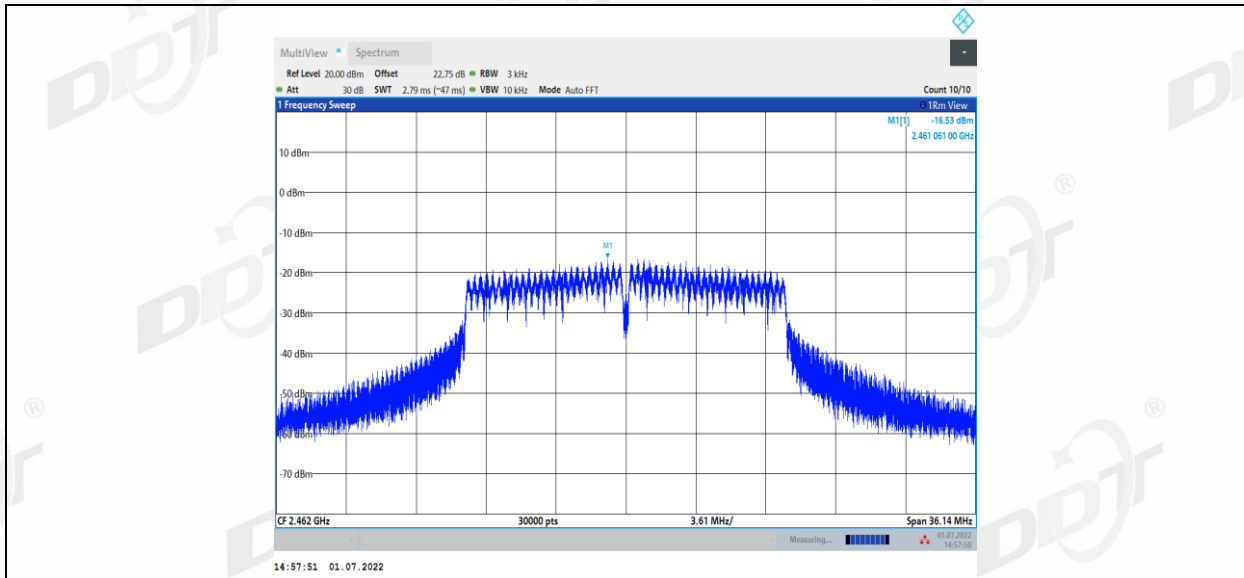 MultiView Spectrum
Ref Level 20.00 dBm Offset 22.75 dB RBW 3 kHz
Att 30 dB SWT 2.79 ms (~47 ms) VBW 10 kHz Mode Auto FFT Count 10/10
1 Frequency Sweep 1Rm View
M1[1] -16.53 dBm
2.461 061 00 GHz
10 dBm
0 dBm
-10 dBm
M1
-20 dBm
-30 dBm
-40 dBm
-50 dBm
-60 dBm
-70 dBm
CF 2.462 GHz 30000 pts 3.61 MHz/ Span 36.14 MHz
Measuring... 01.07.2022
14:57:50
14:57:51 01.07.2022
DDT
®